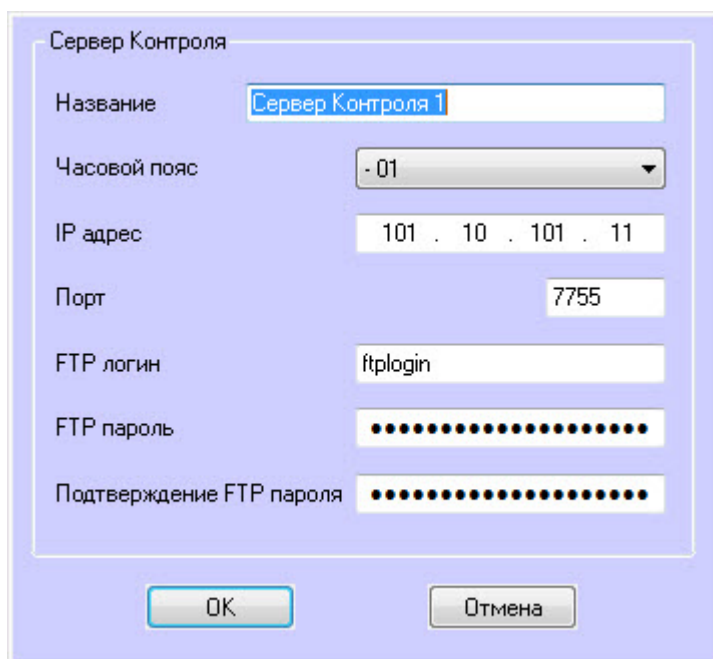 Сервер Контроля
Название Сервер Контроля 1
Часовой пояс - 01
IP адрес 101 . 10 . 101 . 11
Порт 7755
FTP логин ftplogin
FTP пароль ●●●●●●●●●●●●●●●●●●●●
Подтверждение FTP пароля ●●●●●●●●●●●●●●●●●●●●
OK Отмена